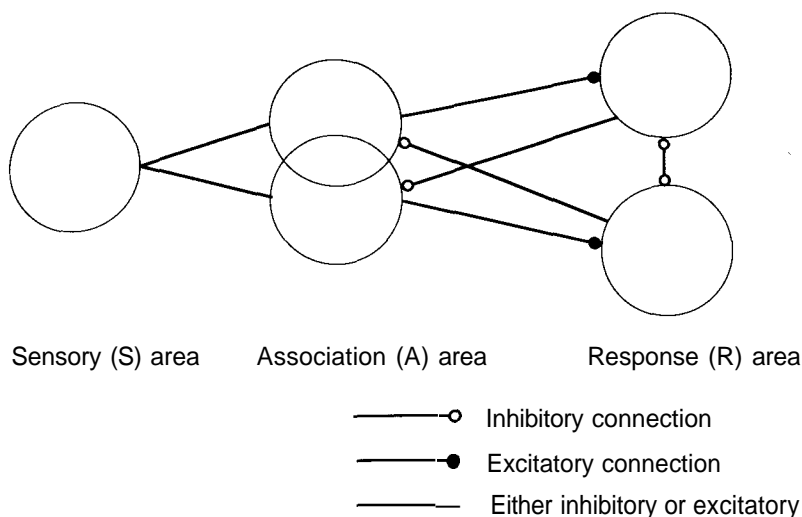 Sensory (S) area
Association (A) area
Response (R) area
Inhibitory connection
Excitatory connection
Either inhibitory or excitatory